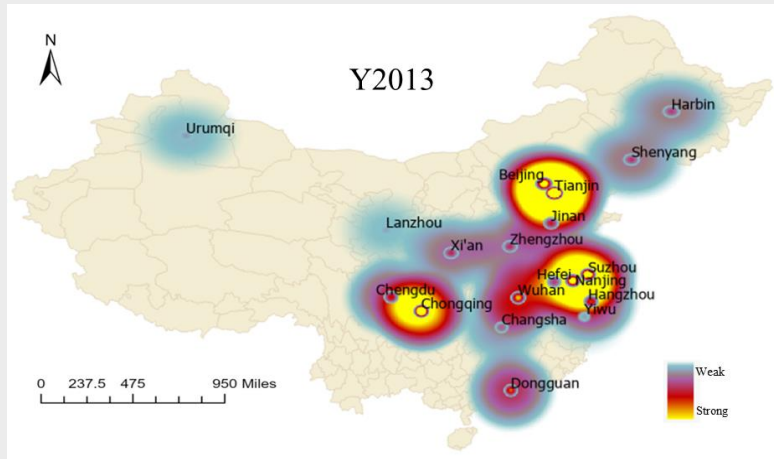 N
Y2013
Harbin
Urumqi
Shenyang
Beijing
Tianjin
Lanzhou
Jinan
Xi'an
Zhengzhou
Hefei
Suzhou
Nanjing
Chengdu
Wuhan
Hangzhou
Chongqing
Yiwu
Changsha
Weak
0 237.5 475 950 Miles
Dongguan
Strong